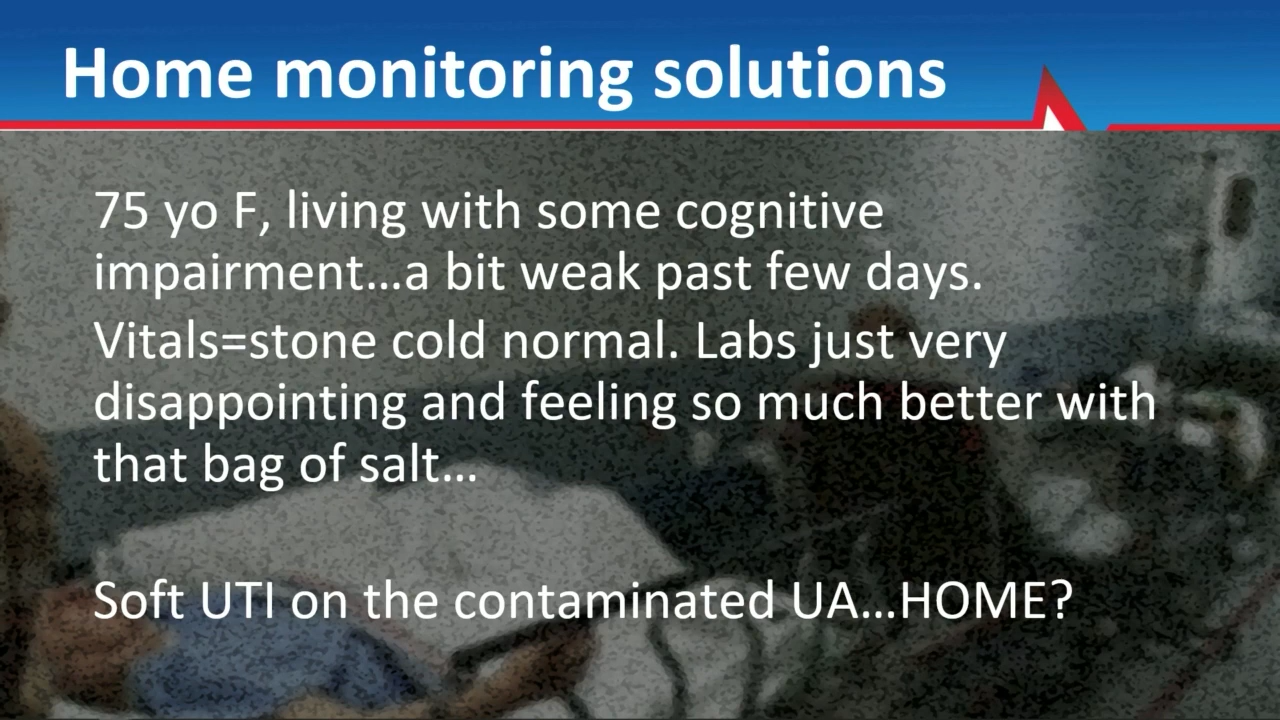 Home monitoring solutions
75 yo F, living with some cognitive
impairment...a bit weak past few days.
Vitals=stone cold normal. Labs just very
disappointing and feeling so much better with
that bag of salt...
Soft UTI on the contaminated UA...HOME?